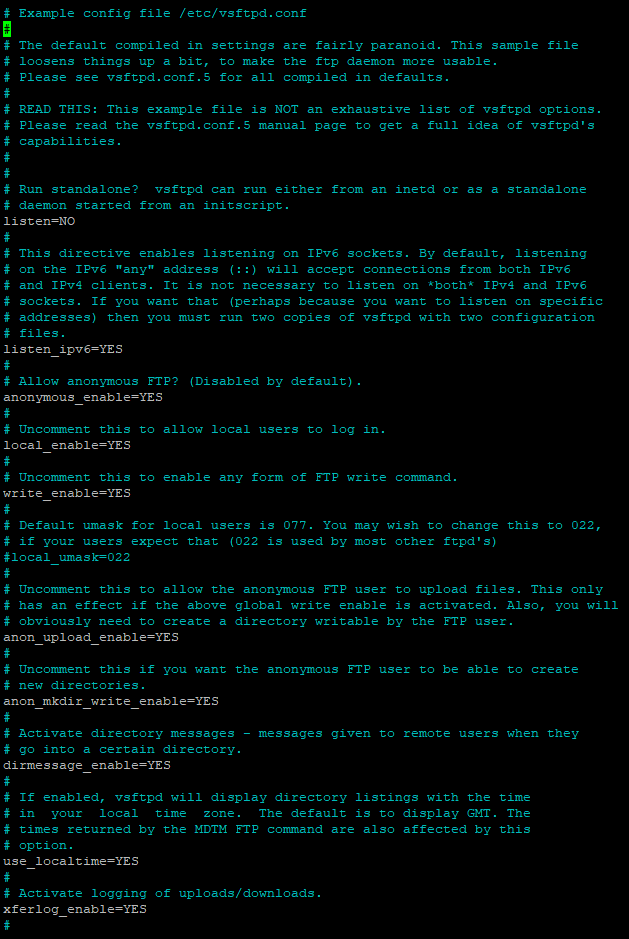 # Example config file /etc/vsftpd.conf
#
# The default compiled in settings are fairly paranoid. This sample file
# loosens things up a bit, to make the ftp daemon more usable.
# Please see vsftpd.conf.5 for all compiled in defaults.
#
# READ THIS: This example file is NOT an exhaustive list of vsftpd options.
# Please read the vsftpd.conf.5 manual page to get a full idea of vsftpd's
# capabilities.
#
#
# Run standalone?  vsftpd can run either from an inetd or as a standalone
# daemon started from an initscript.
listen=NO
#
# This directive enables listening on IPv6 sockets. By default, listening
# on the IPv6 "any" address (::) will accept connections from both IPv6
# and IPv4 clients. It is not necessary to listen on *both* IPv4 and IPv6
# sockets. If you want that (perhaps because you want to listen on specific
# addresses) then you must run two copies of vsftpd with two configuration
# files.
listen_ipv6=YES
#
# Allow anonymous FTP? (Disabled by default).
anonymous_enable=YES
#
# Uncomment this to allow local users to log in.
local_enable=YES
#
# Uncomment this to enable any form of FTP write command.
write_enable=YES
#
# Default umask for local users is 077. You may wish to change this to 022,
# if your users expect that (022 is used by most other ftpd's)
#local_umask=022
#
# Uncomment this to allow the anonymous FTP user to upload files. This only
# has an effect if the above global write enable is activated. Also, you will
# obviously need to create a directory writable by the FTP user.
anon_upload_enable=YES
#
# Uncomment this if you want the anonymous FTP user to be able to create
# new directories.
anon_mkdir_write_enable=YES
#
# Activate directory messages - messages given to remote users when they
# go into a certain directory.
dirmessage_enable=YES
#
# If enabled, vsftpd will display directory listings with the time
# in  your  local  time  zone.  The default is to display GMT. The
# times returned by the MDTM FTP command are also affected by this
# option.
use_localtime=YES
#
# Activate logging of uploads/downloads.
xferlog_enable=YES
#